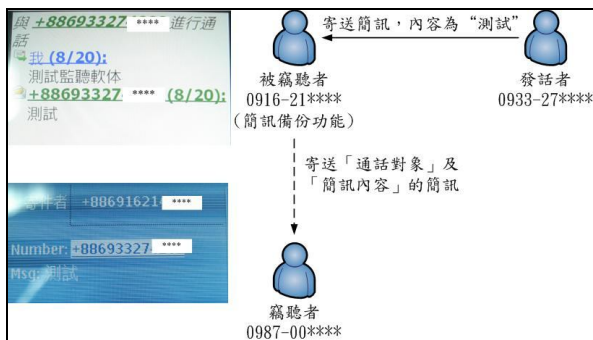 與 +88693327**** 進行通
話
我 (8/20):
測試監聽軟体
+88693327 **** (8/20):
測試
寄件者 +88691621 ****
Number: +88693327 ****
Msg: 測試
寄送簡訊，內容為“測試”
被竊聽者
0916-21****
(簡訊備份功能)
發話者
0933-27****
寄送「通話對象」及
「簡訊內容」的簡訊
竊聽者
0987-00****